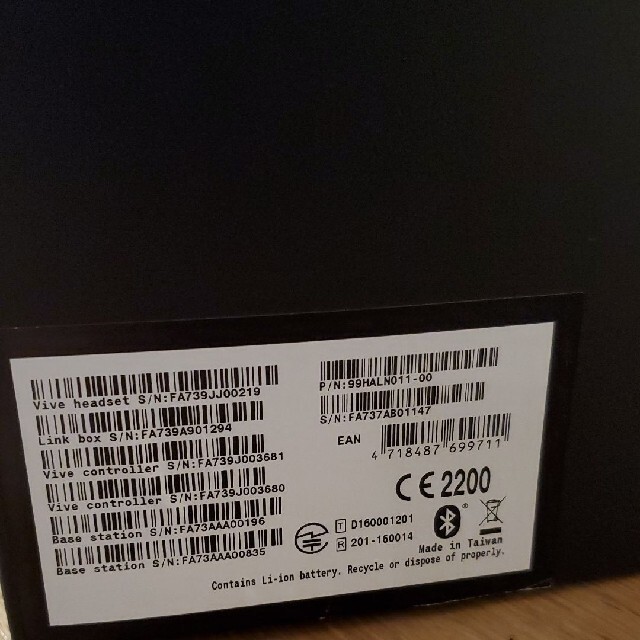 Vive headset S/N:FA739JJ00219
Link box S/N:FA739A901294
Vive controller S/N:FA739J003681
Vive controller S/N:FA739J003680
Base station S/N:FA73AAA00196
Base station S/N:FA73AAA00835
P/N:99HALN011-00
S/N:FA737AB01147
EAN
4 718487 699711
CE 2200
T D160001201
R 201-160014
Made in Taiwan
Contains Li-ion battery. Recycle or dispose of properly.